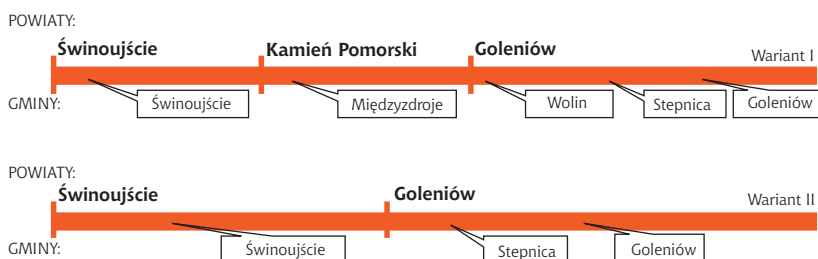 POWIATY:
Świnoujście Kamień Pomorski Goleniów Wariant I
GMINY: Świnoujście Międzyzdroje Wolin Stepnica Goleniów
POWIATY:
Świnoujście Goleniów Wariant II
GMINY: Świnoujście Stepnica Goleniów